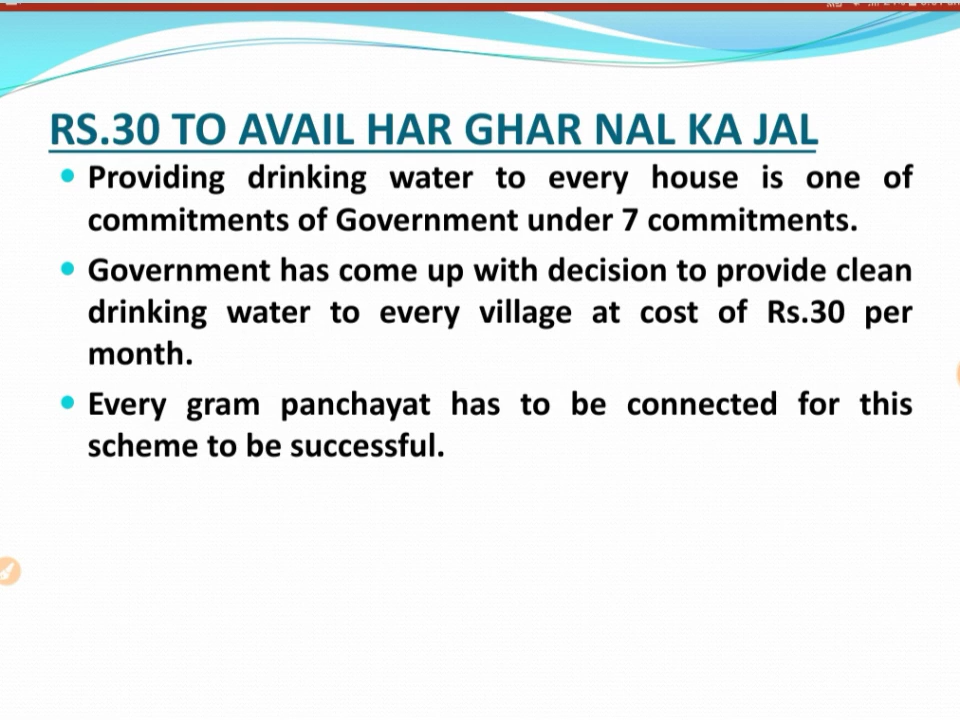 RS.30 TO AVAIL HAR GHAR NAL KA JAL
Providing drinking water to every house is one of
commitments of Government under 7 commitments.
Government has come up with decision to provide clean
drinking water to every village at cost of Rs.30 per
month.
Every gram panchayat has to be connected for this
scheme to be successful.